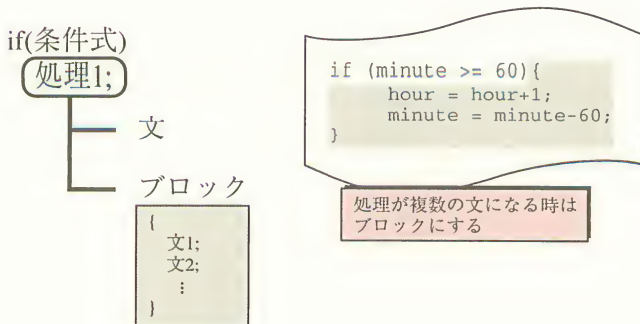 if(条件式)
処理1;
文
ブロック
{
文1;
文2;
⋮
}
if (minute >= 60){
hour = hour+1;
minute = minute-60;
}
処理が複数の文になる時は
ブロックにする